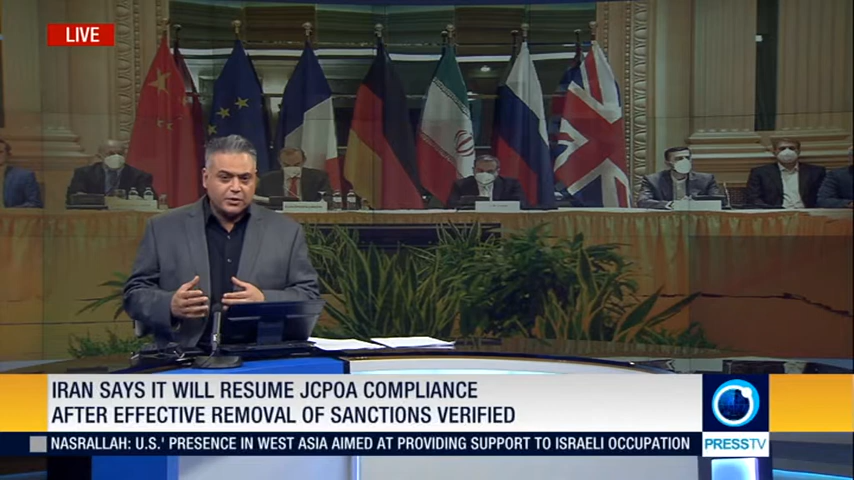 LIVE
IRAN SAYS IT WILL RESUME JCPOA COMPLIANCE
AFTER EFFECTIVE REMOVAL OF SANCTIONS VERIFIED
NASRALLAH: U.S.' PRESENCE IN WEST ASIA AIMED AT PROVIDING SUPPORT TO ISRAELI OCCUPATION
PRESSTV